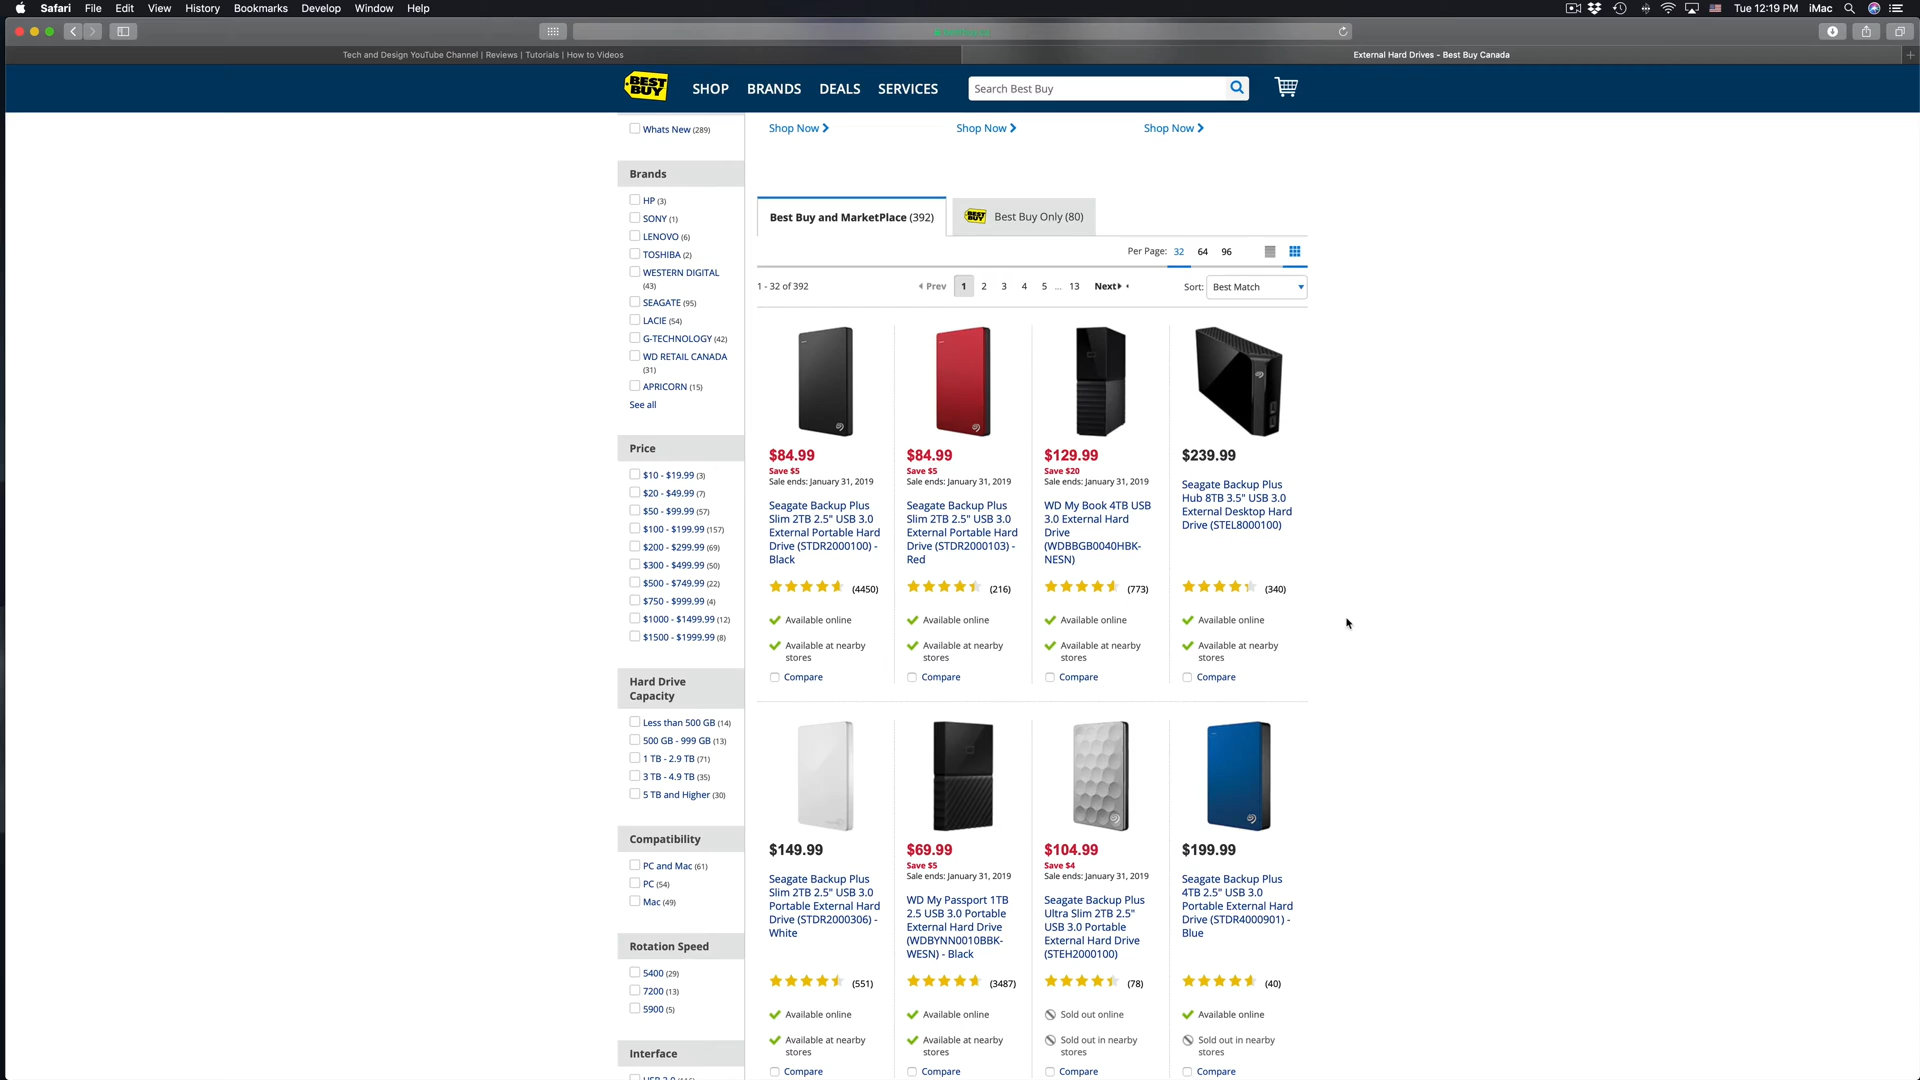 Safari File Edit View History Bookmarks Develop Window Help
Tue 12:19 PM iMac
Tech and Design YouTube Channel | Reviews | Tutorials | How to Videos
External Hard Drives - Best Buy Canada
BEST BUY
SHOP BRANDS DEALS SERVICES
Search Best Buy
Whats New (289)
Shop Now Shop Now Shop Now
Brands
HP (3)
SONY (1)
LENOVO (6)
TOSHIBA (2)
WESTERN DIGITAL
(43)
SEAGATE (95)
LACIE (54)
G-TECHNOLOGY (42)
WD RETAIL CANADA
(31)
APRICORN (15)
See all
Price
$10 - $19.99 (3)
$20 - $49.99 (7)
$50 - $99.99 (57)
$100 - $199.99 (157)
$200 - $299.99 (69)
$300 - $499.99 (50)
$500 - $749.99 (22)
$750 - $999.99 (4)
$1000 - $1499.99 (12)
$1500 - $1999.99 (8)
Hard Drive
Capacity
Less than 500 GB (14)
500 GB - 999 GB (13)
1 TB - 2.9 TB (71)
3 TB - 4.9 TB (35)
5 TB and Higher (30)
Compatibility
PC and Mac (61)
PC (54)
Mac (49)
Rotation Speed
5400 (29)
7200 (13)
5900 (5)
Interface
Best Buy and MarketPlace (392)
BEST BUY Best Buy Only (80)
Per Page: 32 64 96
1 - 32 of 392
Prev 1 2 3 4 5 ... 13 Next
Sort: Best Match
$84.99
Save $5
Sale ends: January 31, 2019
Seagate Backup Plus
Slim 2TB 2.5" USB 3.0
External Portable Hard
Drive (STDR2000100) -
Black
(4450)
Available online
Available at nearby
stores
Compare
$84.99
Save $5
Sale ends: January 31, 2019
Seagate Backup Plus
Slim 2TB 2.5" USB 3.0
External Portable Hard
Drive (STDR2000103) -
Red
(216)
Available online
Available at nearby
stores
Compare
$129.99
Save $20
Sale ends: January 31, 2019
WD My Book 4TB USB
3.0 External Hard
Drive
(WDBBGB0040HBK-
NESN)
(773)
Available online
Available at nearby
stores
Compare
$239.99
Seagate Backup Plus
Hub 8TB 3.5" USB 3.0
External Desktop Hard
Drive (STEL8000100)
(340)
Available online
Available at nearby
stores
Compare
$149.99
Seagate Backup Plus
Slim 2TB 2.5" USB 3.0
Portable External Hard
Drive (STDR2000306) -
White
(551)
Available online
Available at nearby
stores
Compare
$69.99
Save $5
Sale ends: January 31, 2019
WD My Passport 1TB
2.5 USB 3.0 Portable
External Hard Drive
(WDBYNN0010BBK-
WESN) - Black
(3487)
Available online
Available at nearby
stores
Compare
$104.99
Save $4
Sale ends: January 31, 2019
Seagate Backup Plus
Ultra Slim 2TB 2.5"
USB 3.0 Portable
External Hard Drive
(STEH2000100)
(78)
Sold out online
Sold out in nearby
stores
Compare
$199.99
Seagate Backup Plus
4TB 2.5" USB 3.0
Portable External Hard
Drive (STDR4000901) -
Blue
(40)
Available online
Sold out in nearby
stores
Compare